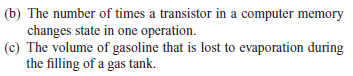 (b) The number of times a transistor in a computer memory
changes state in one operation.
(c) The volume of gasoline that is lost to evaporation during
the filling of a gas tank.